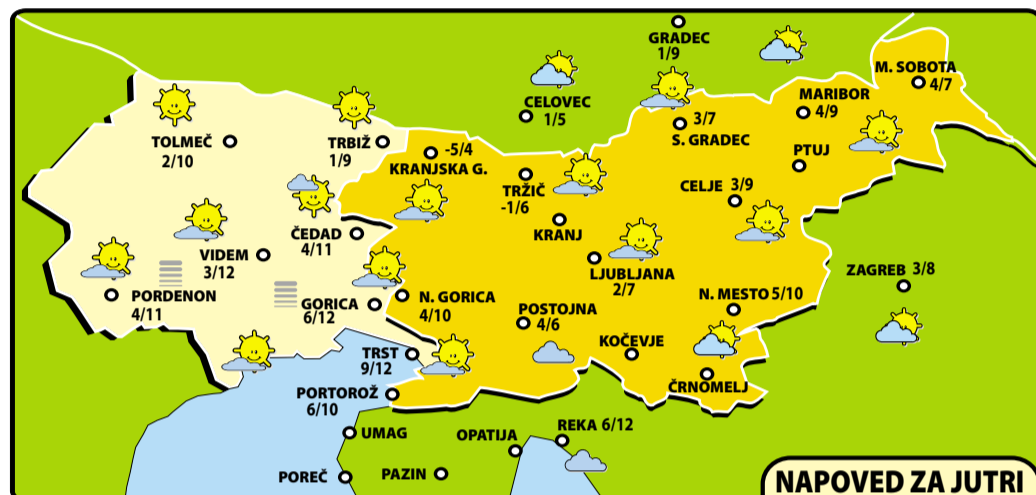 GRADEC
1/9
M. SOBOTA
4/7
CELOVEC
1/5
MARIBOR
4/9
3/7
S. GRADEC
TOLMEČ
2/10
TRBIŽ
1/9
-5/4
KRANJSKA G.
PTUJ
TRŽIČ
-1/6
CELJE 3/9
KRANJ
ČEDAD
4/11
VIDEM
3/12
LJUBLJANA
2/7
ZAGREB 3/8
PORDENON
4/11
GORICA
6/12
N. GORICA
4/10
POSTOJNA
4/6
N. MESTO 5/10
KOČEVJE
TRST
9/12
ČRNOMELJ
PORTOROŽ
6/10
UMAG
OPATIJA
REKA 6/12
POREČ
PAZIN
NAPOVED ZA JUTRI